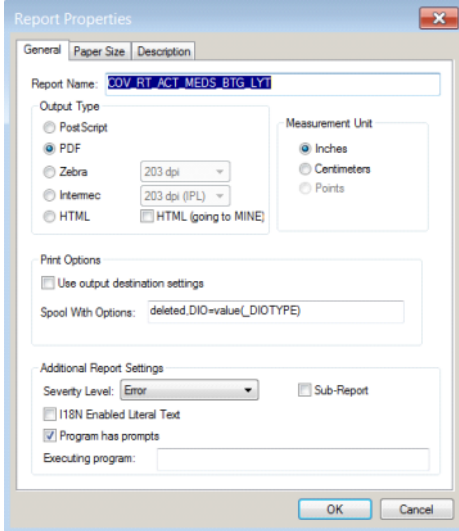 Report Properties
General Paper Size Description
Report Name: COV_RT_ACT_MEDS_BTG_LYT
Output Type
PostScript
PDF
Zebra 203 dpi
Intermec 203 dpi (IPL)
HTML HTML (going to MINE)
Measurement Unit
Inches
Centimeters
Points
Print Options
Use output destination settings
Spool With Options: deleted,DIO=value(_DIOTYPE)
Additional Report Settings
Severity Level: Error Sub-Report
I18N Enabled Literal Text
Program has prompts
Executing program:
OK Cancel